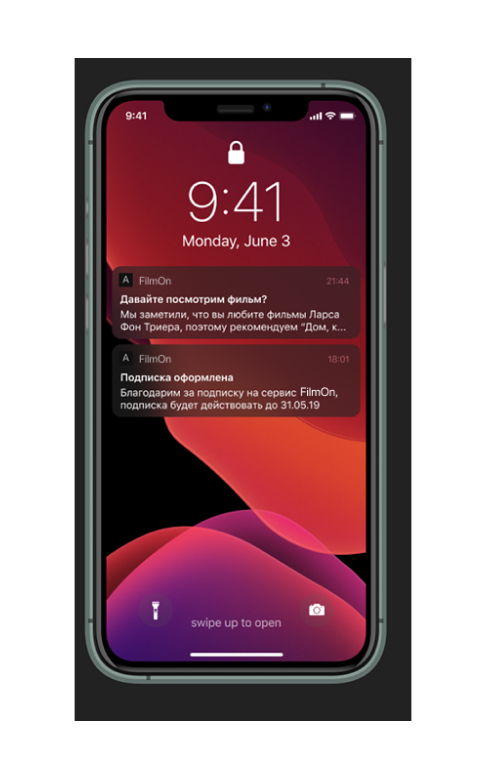 9:41
9:41
Monday, June 3
A FilmOn 21:44
Давайте посмотрим фильм?
Мы заметили, что вы любите фильмы Ларса
Фон Триера, поэтому рекомендуем "Дом, к...
A FilmOn 18:01
Подписка оформлена
Благодарим за подписку на сервис FilmOn,
подписка будет действовать до 31.05.19
swipe up to open